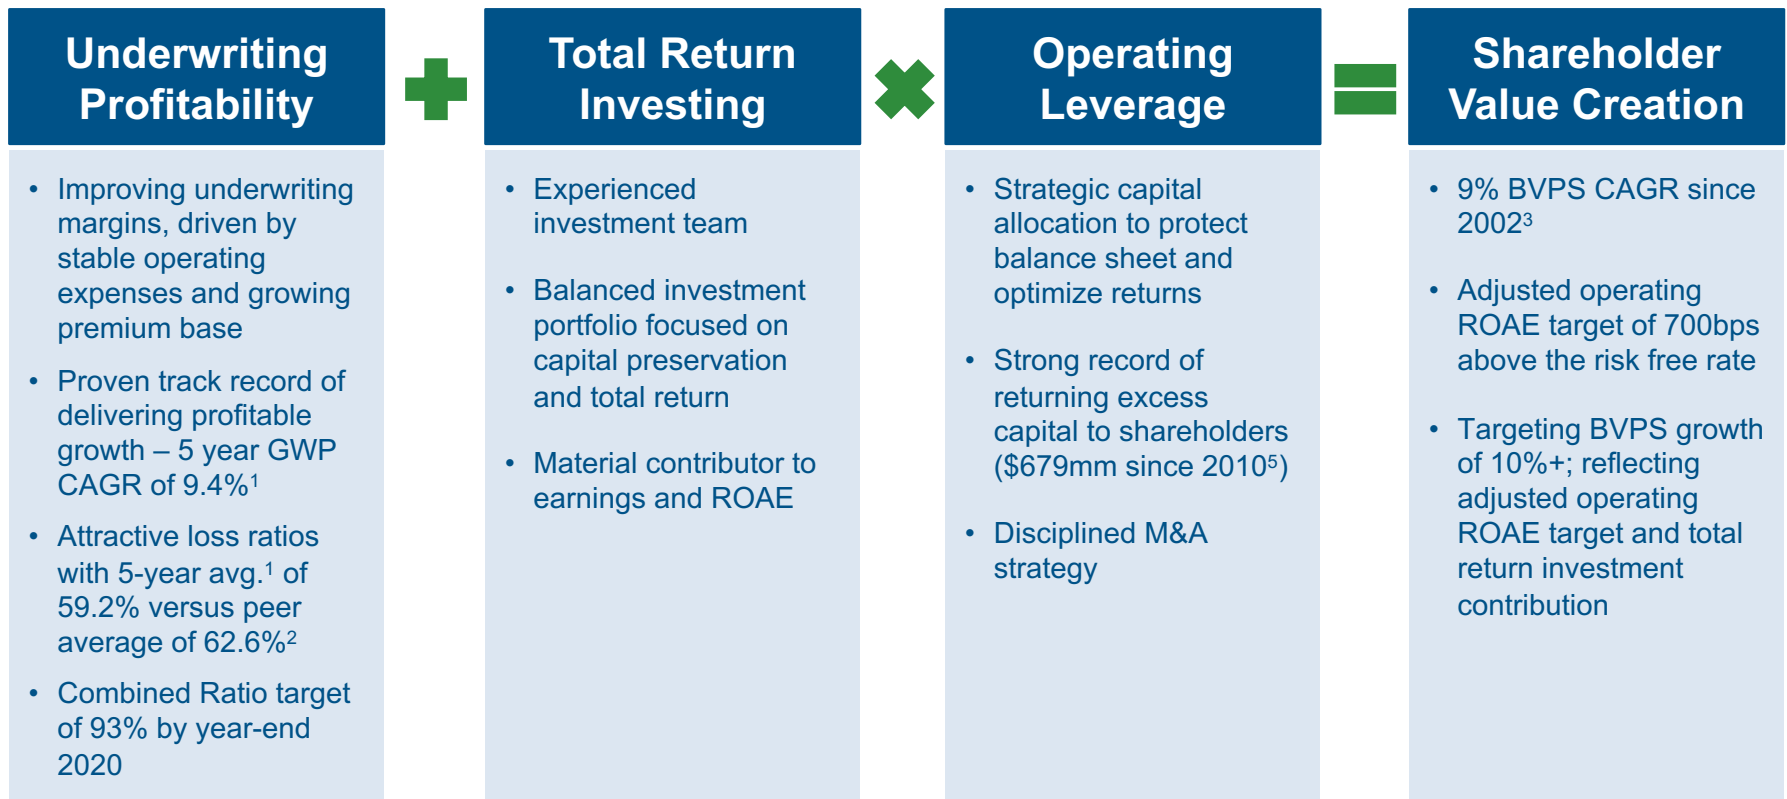 Underwriting
Profitability
• Improving underwriting
margins, driven by
stable operating
expenses and growing
premium base
• Proven track record of
delivering profitable
growth – 5 year GWP
CAGR of 9.4%¹
• Attractive loss ratios
with 5-year avg.¹ of
59.2% versus peer
average of 62.6%²
• Combined Ratio target
of 93% by year-end
2020
Total Return
Investing
• Experienced
investment team
• Balanced investment
portfolio focused on
capital preservation
and total return
• Material contributor to
earnings and ROAE
Operating
Leverage
• Strategic capital
allocation to protect
balance sheet and
optimize returns
• Strong record of
returning excess
capital to shareholders
($679mm since 2010⁵)
• Disciplined M&A
strategy
Shareholder
Value Creation
• 9% BVPS CAGR since
2002³
• Adjusted operating
ROAE target of 700bps
above the risk free rate
• Targeting BVPS growth
of 10%+; reflecting
adjusted operating
ROAE target and total
return investment
contribution